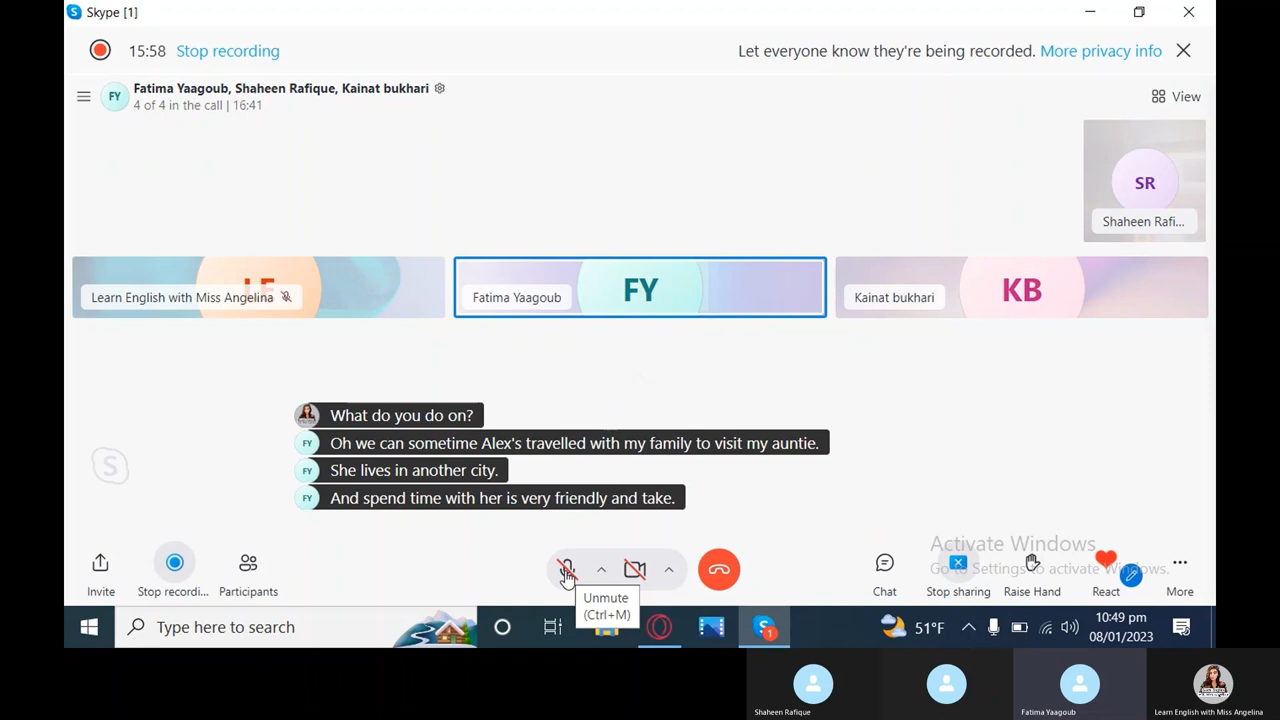 Skype [1]
15:58 Stop recording
Let everyone know they're being recorded. More privacy info
FY
Fatima Yaagoub, Shaheen Rafique, Kainat bukhari
4 of 4 in the call | 16:41
View
SR
Shaheen Rafi...
LE
Learn English with Miss Angelina
FY
Fatima Yaagoub
KB
Kainat bukhari
What do you do on?
FY Oh we can sometime Alex's travelled with my family to visit my auntie.
FY She lives in another city.
FY And spend time with her is very friendly and take.
Activate Windows
Go to Settings to activate Windows.
Invite
Stop recordi...
Participants
Chat
Stop sharing
Raise Hand
React
More
Unmute
(Ctrl+M)
Type here to search
1
51°F
10:49 pm
08/01/2023
Shaheen Rafique
Fatima Yaagoub
Learn English with Miss Angelina